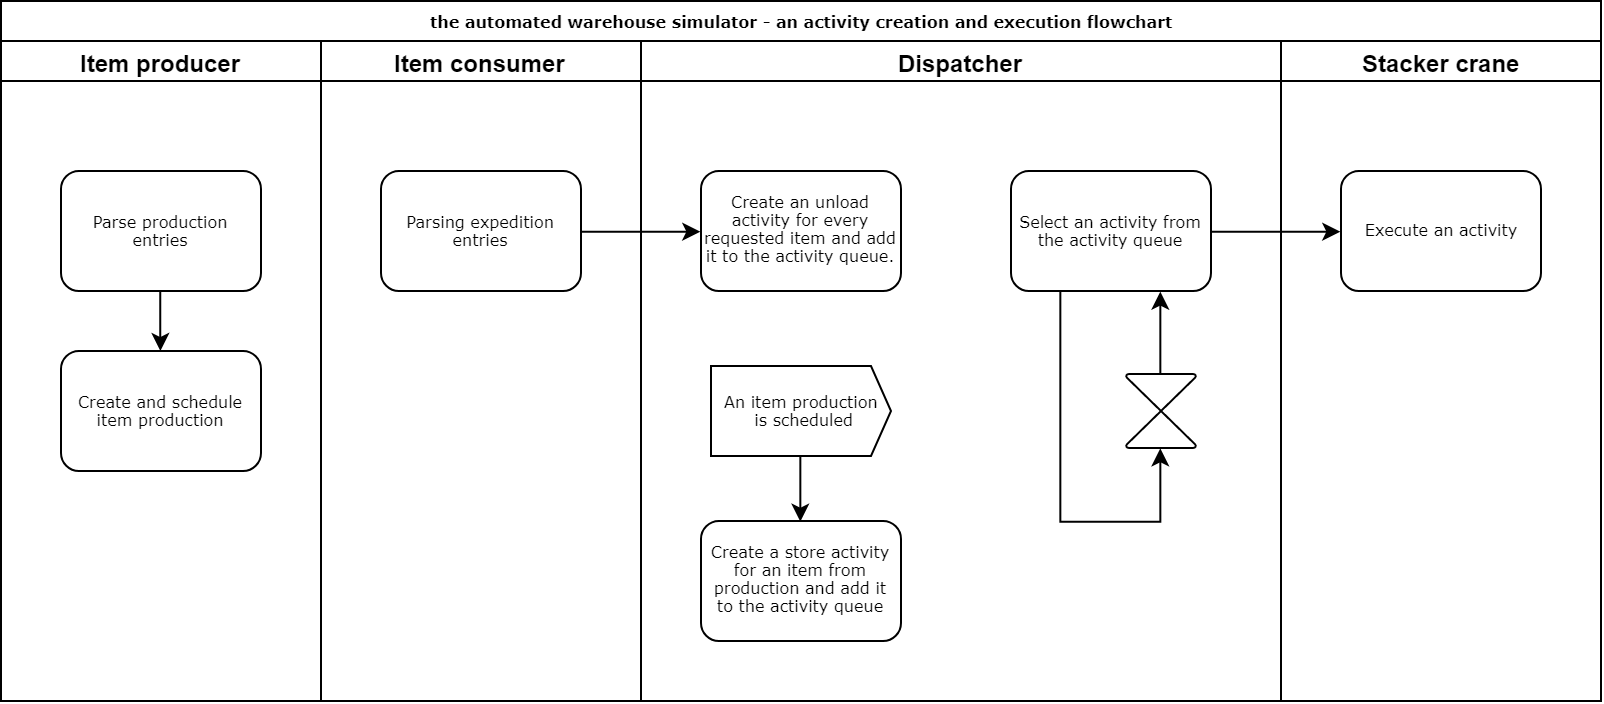 the automated warehouse simulator - an activity creation and execution flowchart
Item producer
Item consumer
Dispatcher
Stacker crane
Parse production
entries
Create and schedule
item production
Parsing expedition
entries
Create an unload
activity for every
requested item and add
it to the activity queue.
An item production
is scheduled
Create a store activity
for an item from
production and add it
to the activity queue
Select an activity from
the activity queue
Execute an activity